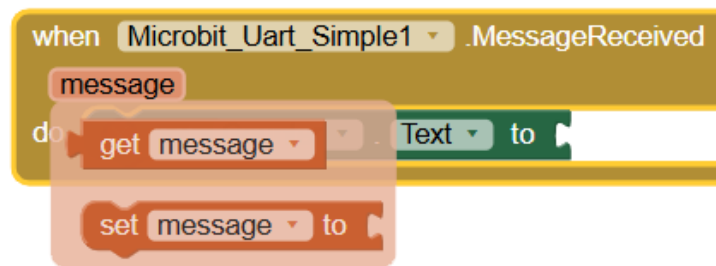 when Microbit_Uart_Simple1 .MessageReceived
message
do get message . Text to
set message to